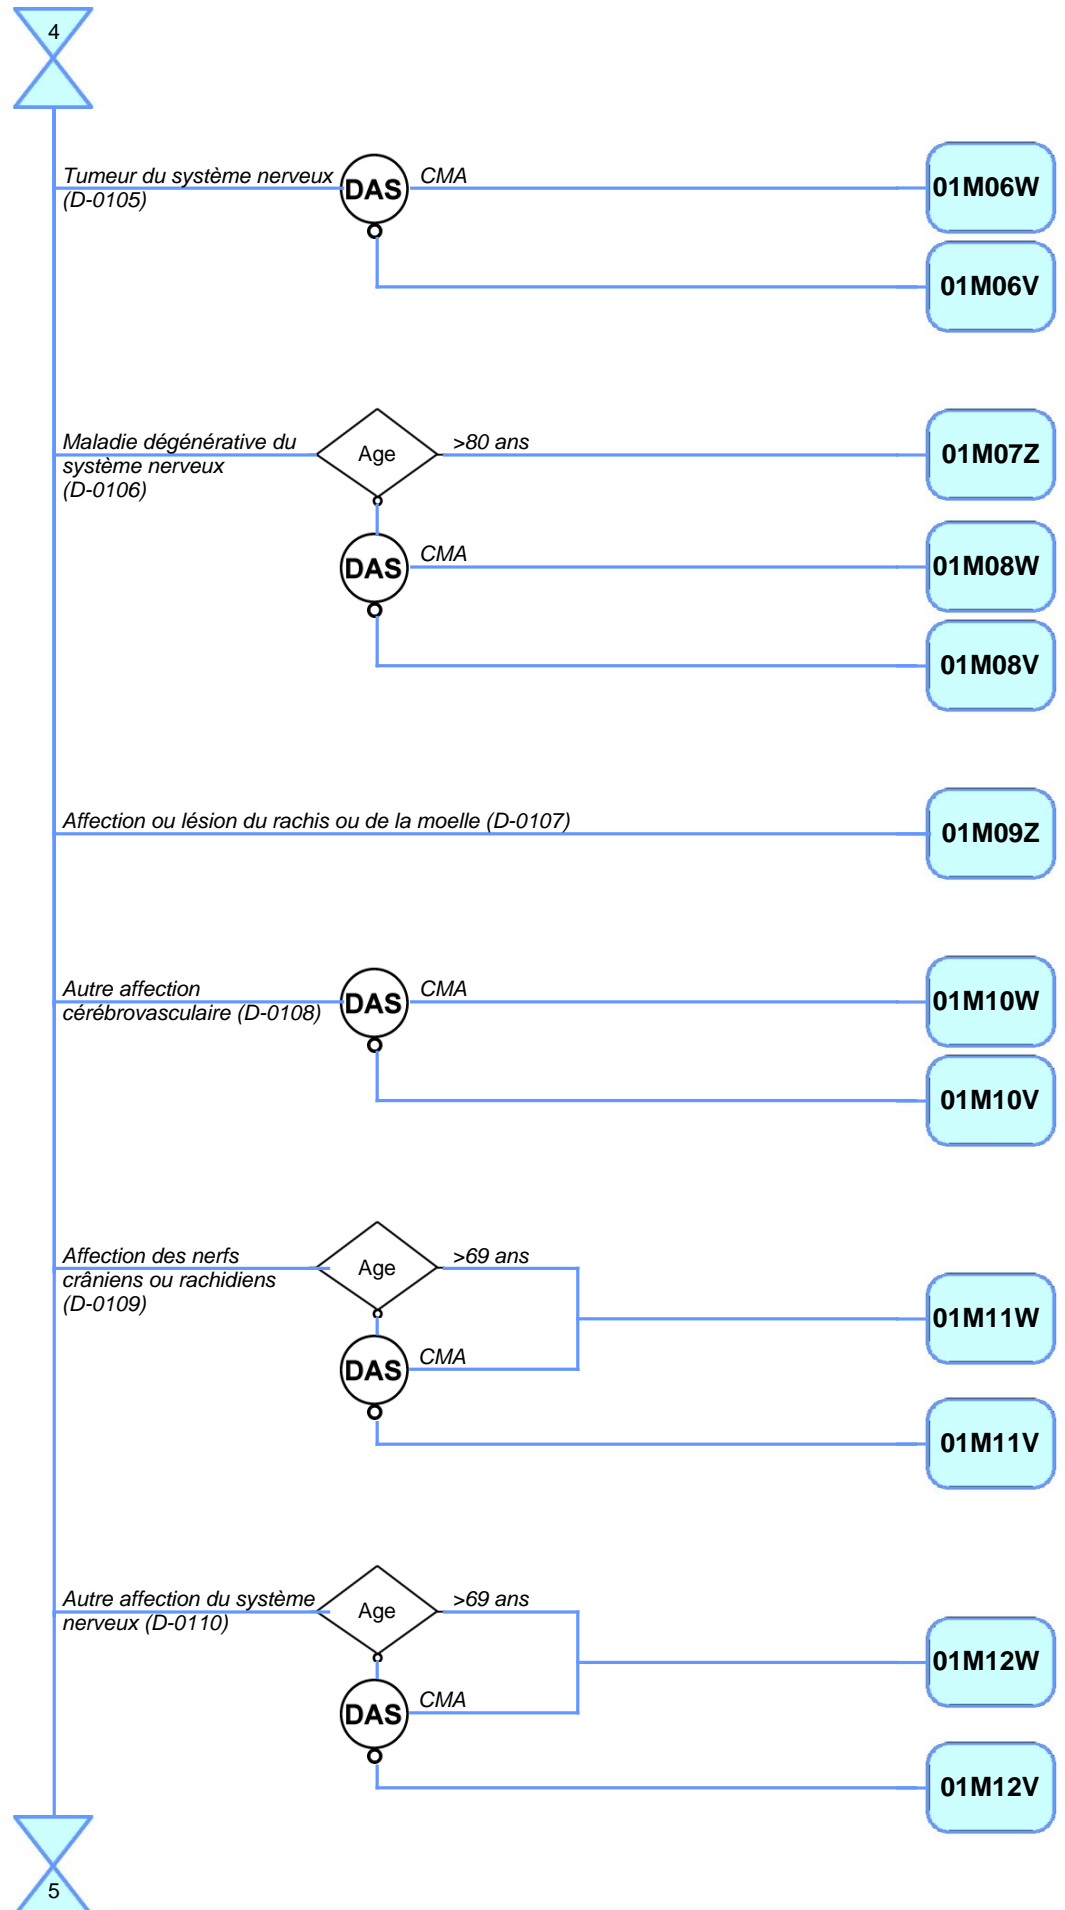 4
Tumeur du système nerveux
(D-0105)
DAS
CMA
01M06W
01M06V
Maladie dégénérative du
système nerveux
(D-0106)
Age
>80 ans
01M07Z
DAS
CMA
01M08W
01M08V
Affection ou lésion du rachis ou de la moelle (D-0107)
01M09Z
Autre affection
cérébrovasculaire (D-0108)
DAS
CMA
01M10W
01M10V
Affection des nerfs
crâniens ou rachidiens
(D-0109)
Age
>69 ans
DAS
CMA
01M11W
01M11V
Autre affection du système
nerveux (D-0110)
Age
>69 ans
DAS
CMA
01M12W
01M12V
5